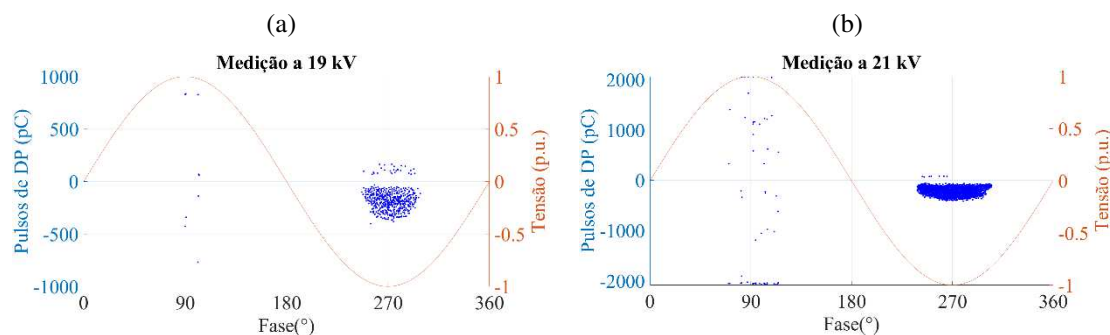 (a)
Medição a 19 kV
Pulsos de DP (pC)
1000
500
0
-500
-1000
1
0.5
0
-0.5
-1
Tensão (p.u.)
0 90 180 270 360
Fase(°)
(b)
Medição a 21 kV
Pulsos de DP (pC)
2000
1000
0
-1000
-2000
1
0.5
0
-0.5
-1
Tensão (p.u.)
0 90 180 270 360
Fase(°)